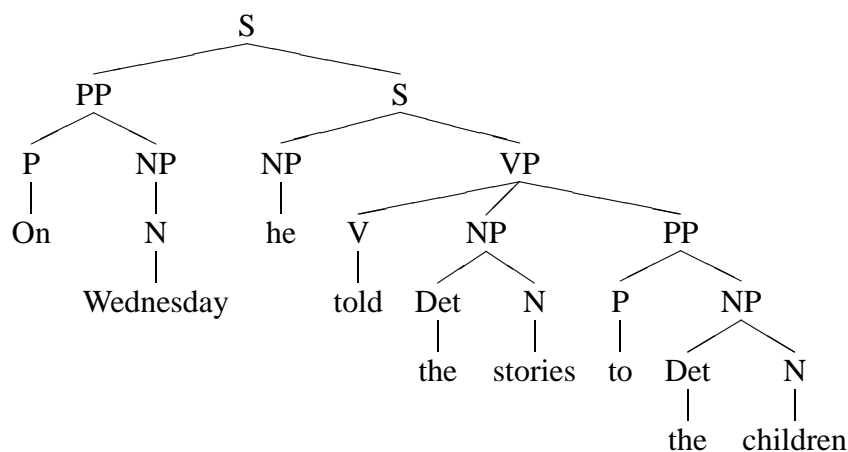 S
PP S
P NP NP VP
On N he V NP PP
Wednesday told Det N P NP
the stories to Det N
the children